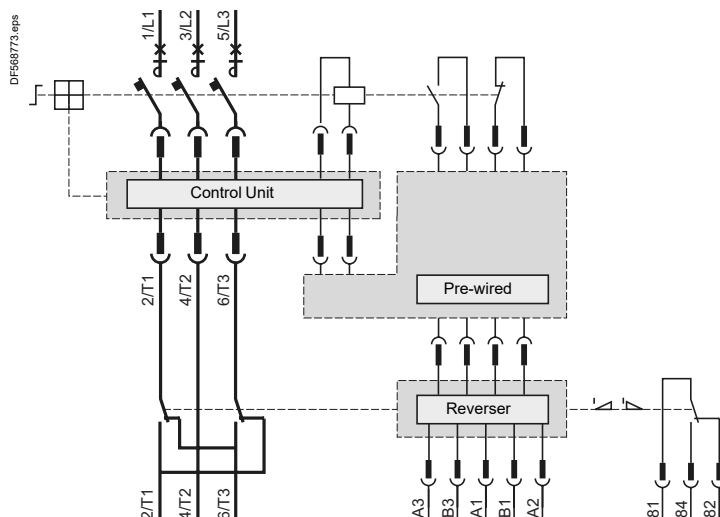 DF568773.eps
1/L1
3/L2
5/L3
Control Unit
2/T1
4/T2
6/T3
Pre-wired
Reverser
2/T1
4/T2
6/T3
A3
B3
A1
B1
A2
81
84
82